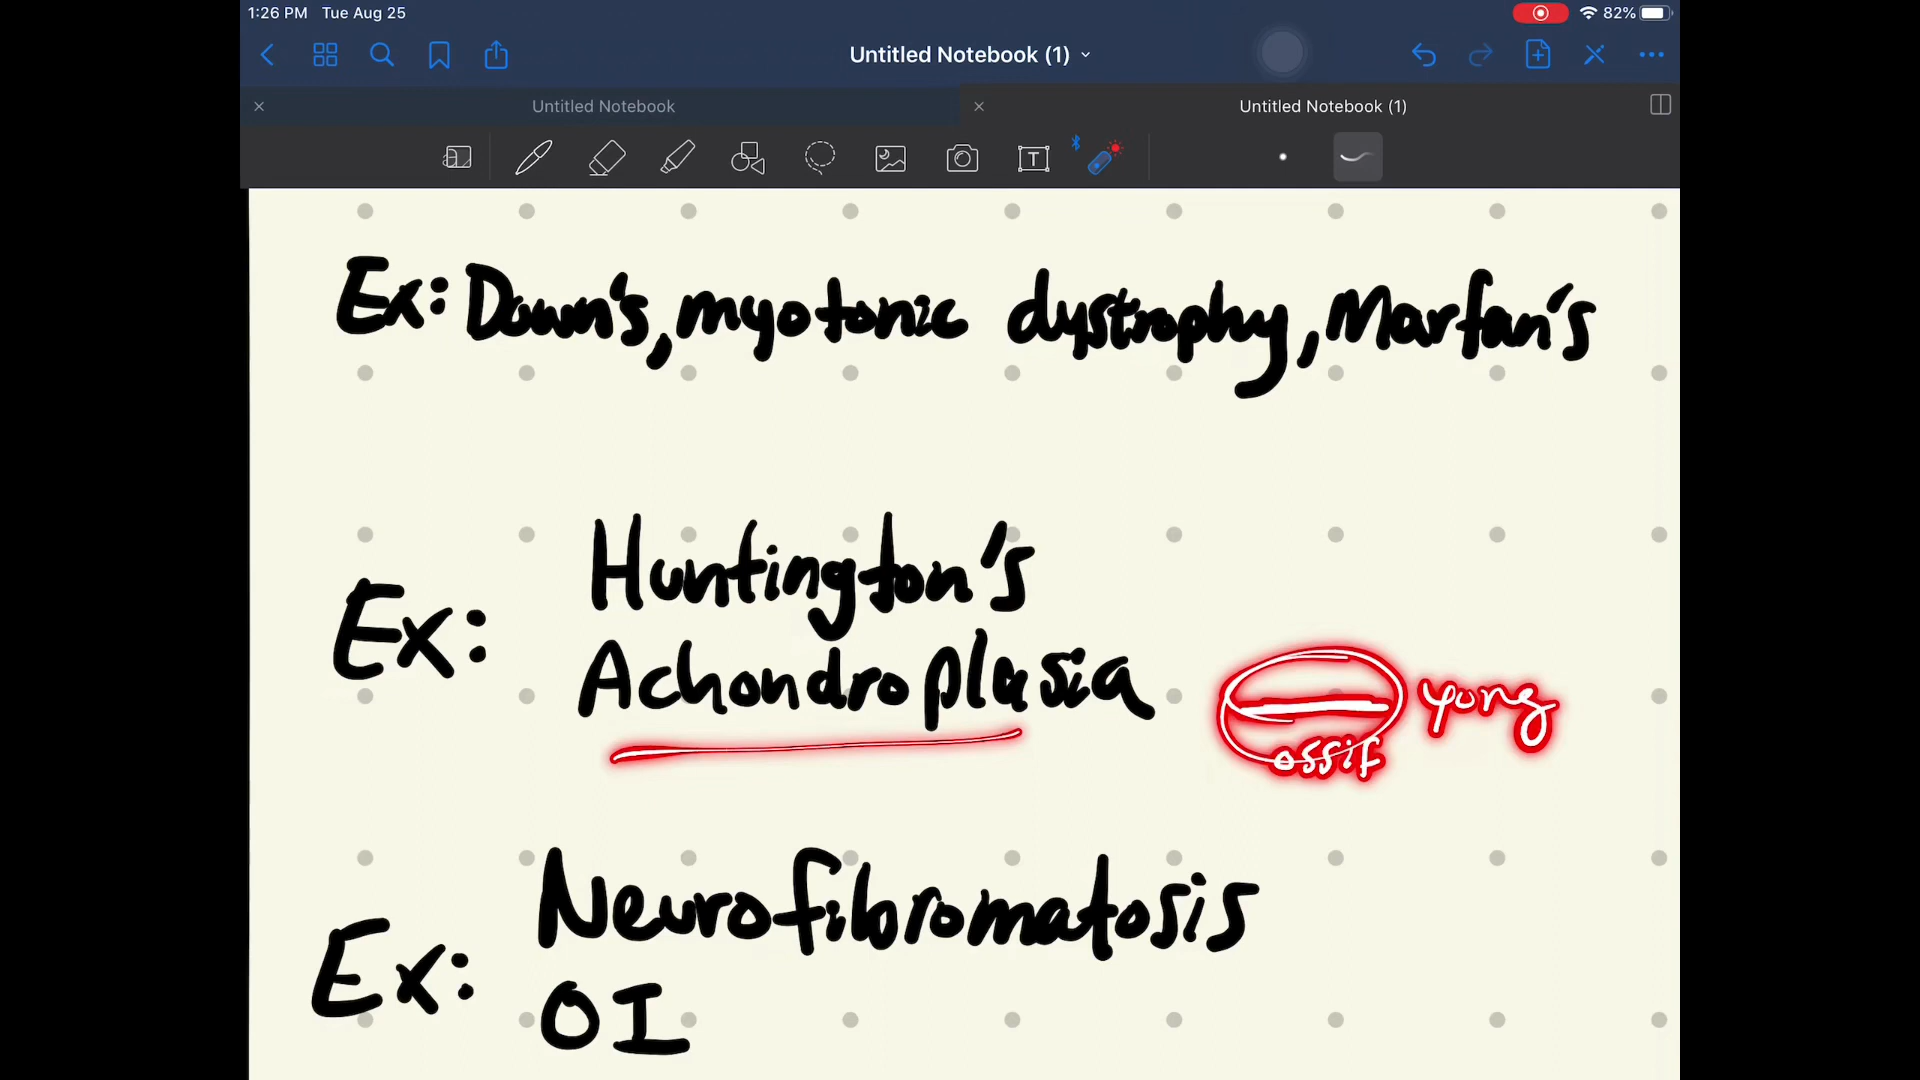 1:26 PM Tue Aug 25
82%
Untitled Notebook (1)
Untitled Notebook
Untitled Notebook (1)
T
Ex: Down's, myotonic dystrophy, Marfan's
Huntington's
Ex:
Achondroplasia
yong
ossif
Neurofibromatosis
Ex:
OI